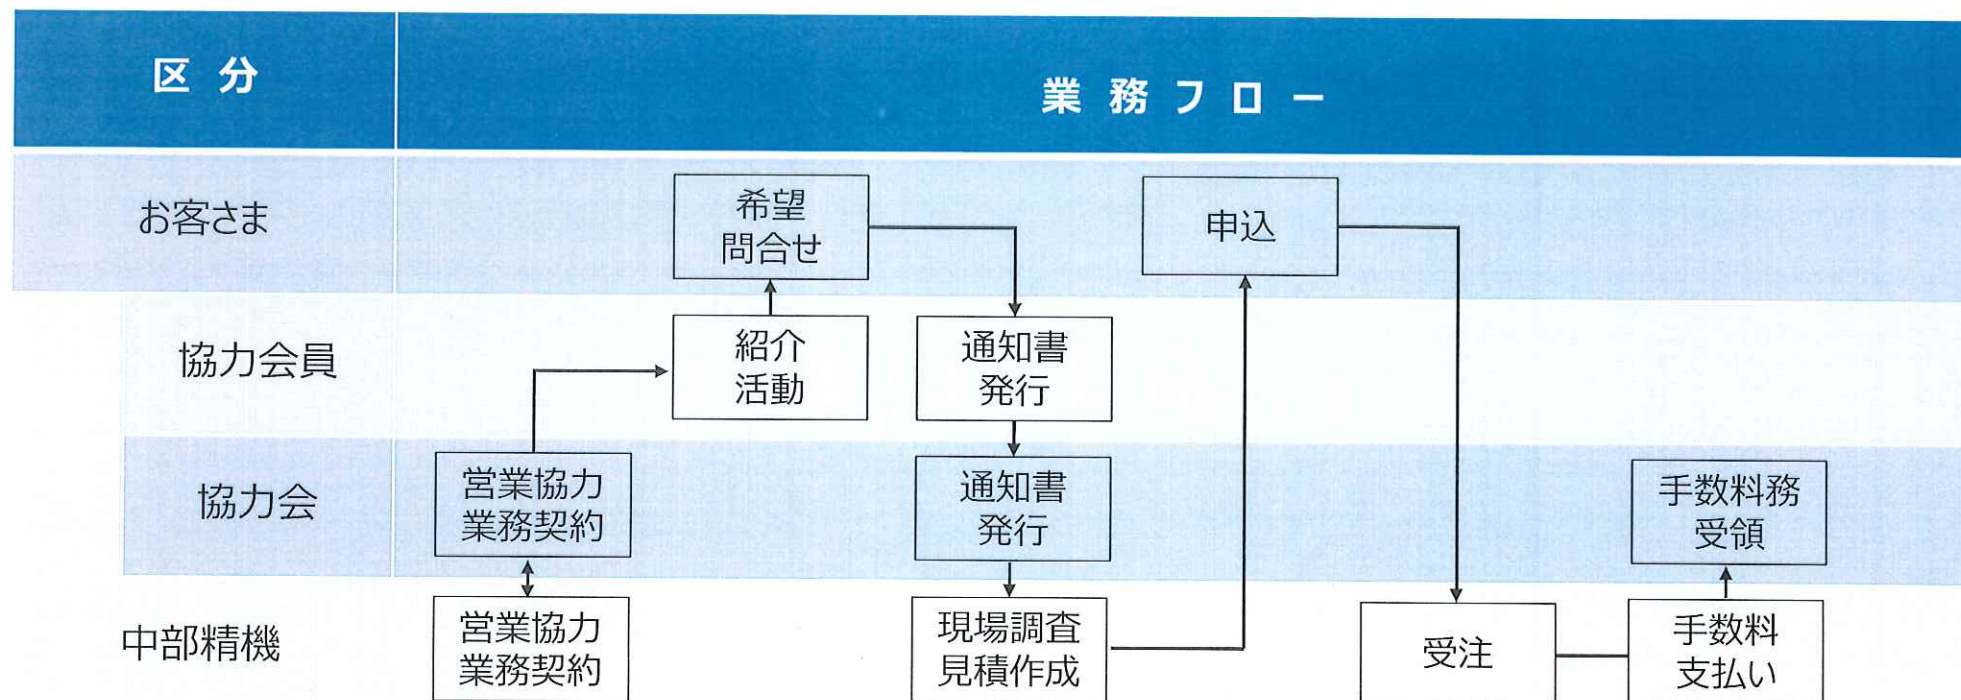 区分
業務フロー
お客さま
希望
問合せ
申込
協力会員
紹介
活動
通知書
発行
協力会
営業協力
業務契約
通知書
発行
手数料務
受領
中部精機
営業協力
業務契約
現場調査
見積作成
受注
手数料
支払い